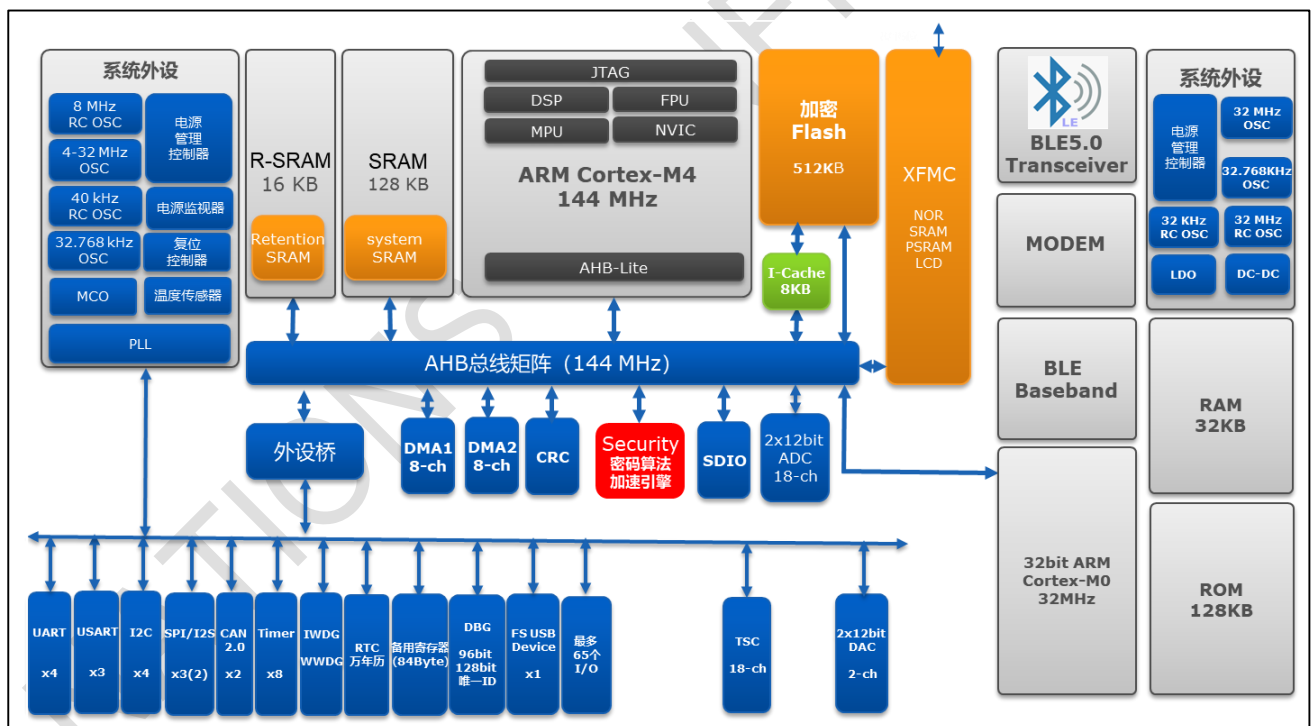 系统外设
8 MHz
RC OSC
4-32 MHz
OSC
40 kHz
RC OSC
32.768 kHz
OSC
MCO
电源
管理
控制器
电源监视器
复位
控制器
温度传感器
PLL
R-SRAM
16 KB
Retention
SRAM
SRAM
128 KB
system
SRAM
JTAG
DSP
FPU
MPU
NVIC
ARM Cortex-M4
144 MHz
AHB-Lite
加密
Flash
512KB
I-Cache
8KB
XFMC
NOR
SRAM
PSRAM
LCD
AHB总线矩阵（144 MHz）
外设桥
DMA1
8-ch
DMA2
8-ch
CRC
Security
密码算法
加速引擎
SDIO
2x12bit
ADC
18-ch
UART
x4
USART
x3
I2C
x4
SPI/I2S
x3(2)
CAN
2.0
x2
Timer
x8
IWDG
WWDG
RTC
万年历
备用寄存器
(84Byte)
DBG
96bit
128bit
唯一ID
FS USB
Device
x1
最多
65个
I/O
TSC
18-ch
2x12bit
DAC
2-ch
LE
BLE5.0
Transceiver
MODEM
BLE
Baseband
32bit ARM
Cortex-M0
32MHz
系统外设
电源
管理
控制器
32 MHz
OSC
32.768KHz
OSC
32 KHz
RC OSC
32 MHz
RC OSC
LDO
DC-DC
RAM
32KB
ROM
128KB
TIONS